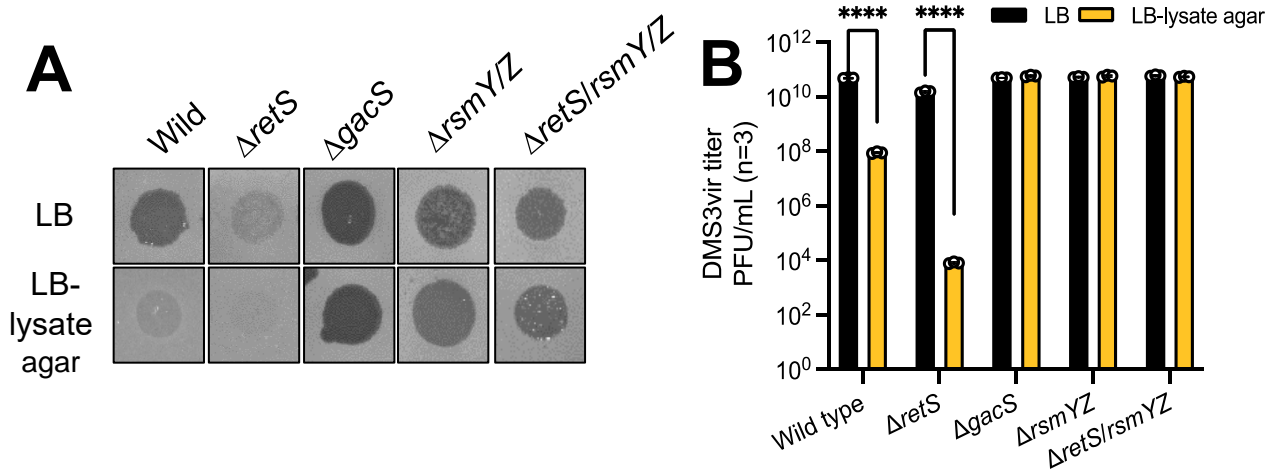 A
Wild
ΔretS
ΔgacS
ΔrsmY/Z
ΔretS/rsmY/Z
LB
LB-
lysate
agar
B
**** ****
LB LB-lysate agar
DMS3vir titer
PFU/mL (n=3)
10¹²
10¹⁰
10⁸
10⁶
10⁴
10²
10⁰
Wild type
ΔretS
ΔgacS
ΔrsmYZ
ΔretS/rsmYZ